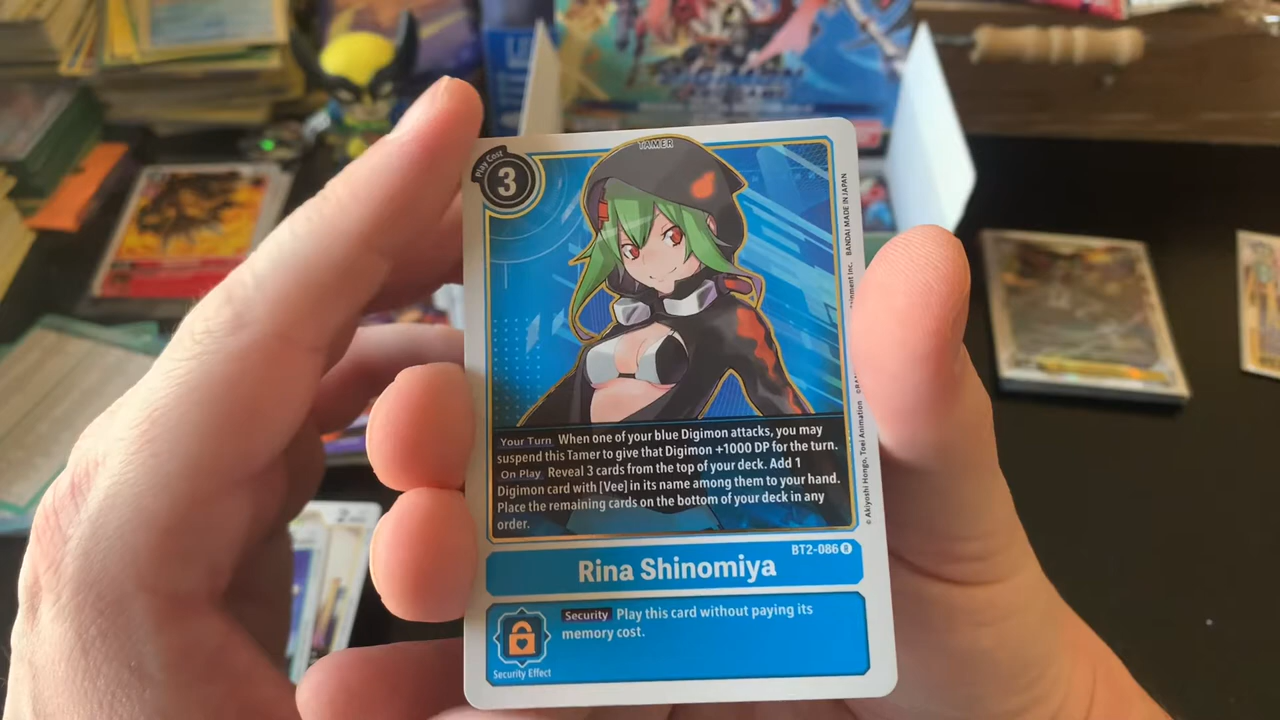 TAMER
Play Cost
3
Your Turn When one of your blue Digimon attacks, you may
suspend this Tamer to give that Digimon +1000 DP for the turn.
On Play Reveal 3 cards from the top of your deck. Add 1
Digimon card with [Vee] in its name among them to your hand.
Place the remaining cards on the bottom of your deck in any
order.
BT2-086 R
Rina Shinomiya
Security Play this card without paying its
memory cost.
Security Effect
© Akiyoshi Hongo, Toei Animation
BANDAI MADE IN JAPAN